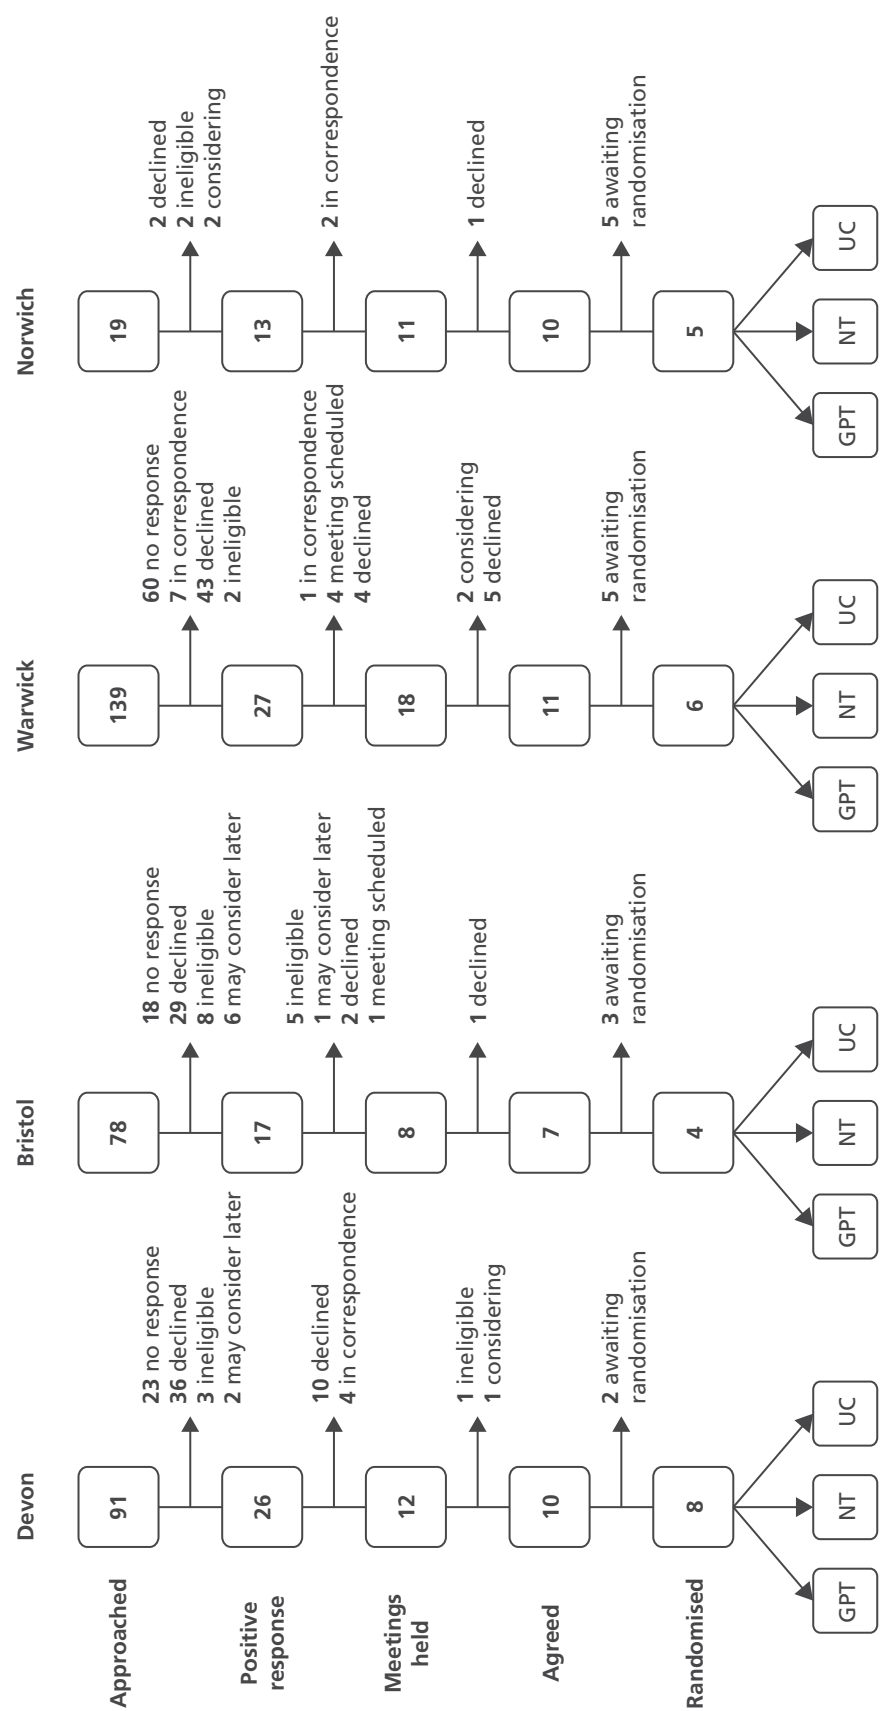 Devon
Bristol
Warwick
Norwich
Approached
91
78
139
19
23 no response
36 declined
3 ineligible
2 may consider later
18 no response
29 declined
8 ineligible
6 may consider later
60 no response
7 in correspondence
43 declined
2 ineligible
2 declined
2 ineligible
2 considering
Positive
response
26
17
27
13
10 declined
4 in correspondence
5 ineligible
1 may consider later
2 declined
1 meeting scheduled
1 in correspondence
4 meeting scheduled
4 declined
2 in correspondence
Meetings
held
12
8
18
11
1 ineligible
1 considering
1 declined
2 considering
5 declined
1 declined
Agreed
10
7
11
10
2 awaiting
randomisation
3 awaiting
randomisation
5 awaiting
randomisation
5 awaiting
randomisation
Randomised
8
4
6
5
GPT
NT
UC
GPT
NT
UC
GPT
NT
UC
GPT
NT
UC